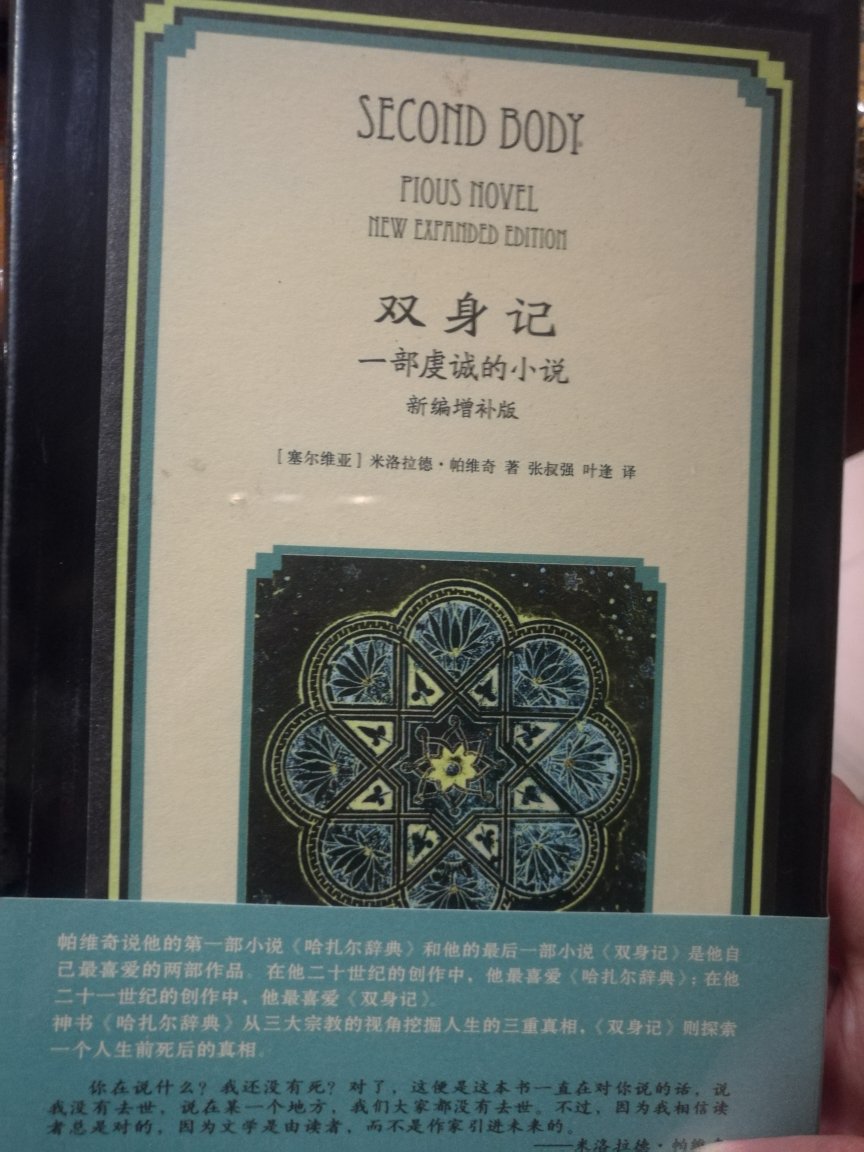 SECOND BODY
PIOUS NOVEL
NEW EXPANDED EDITION
双身记
一部虔诚的小说
新编增补版
[塞尔维亚] 米洛拉德·帕维奇 著 张叔强 叶逢 译
帕维奇说他的第一部小说《哈扎尔辞典》和他的最后一部小说《双身记》是他自
己最喜爱的两部作品。在他二十世纪的创作中，他最喜爱《哈扎尔辞典》；在他
二十一世纪的创作中，他最喜爱《双身记》。
神书《哈扎尔辞典》从三大宗教的视角挖掘人生的三重真相，《双身记》则探索
一个人生前死后的真相。
你在说什么？我还没有死？对了，这便是这本书一直在对你说的话，说
我没有去世，说在某一个地方，我们大家都没有去世。不过，因为我相信读
者总是对的，因为文学是由读者，而不是作家引进未来的。
——米洛拉德·帕维